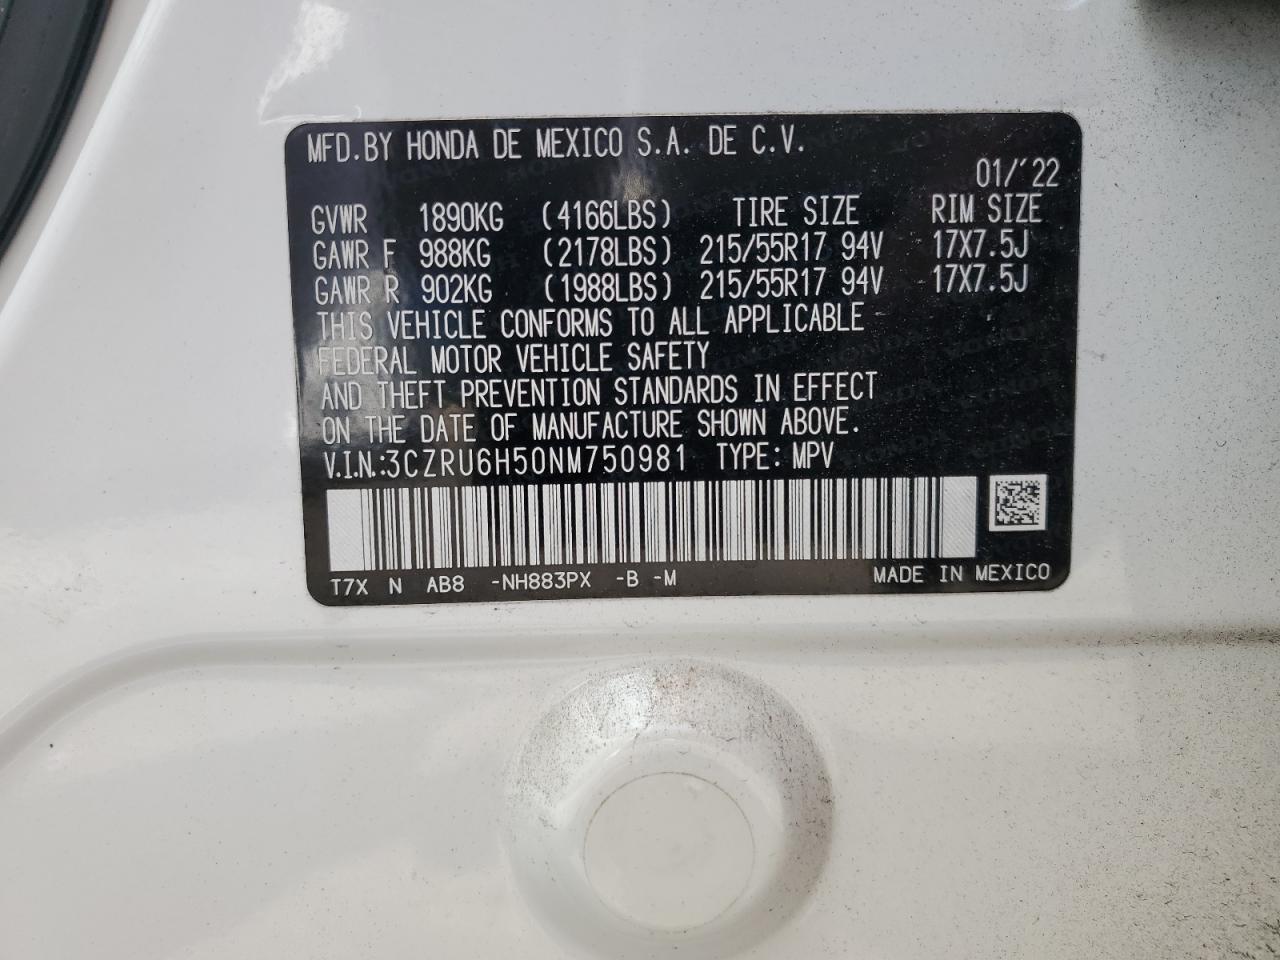 MFD.BY HONDA DE MEXICO S.A. DE C.V.
01/'22
GVWR 1890KG (4166LBS) TIRE SIZE RIM SIZE
GAWR F 988KG (2178LBS) 215/55R17 94V 17X7.5J
GAWR R 902KG (1988LBS) 215/55R17 94V 17X7.5J
THIS VEHICLE CONFORMS TO ALL APPLICABLE
FEDERAL MOTOR VEHICLE SAFETY
AND THEFT PREVENTION STANDARDS IN EFFECT
ON THE DATE OF MANUFACTURE SHOWN ABOVE.
V.I.N.:3CZRU6H50NM750981 TYPE: MPV
T7X N AB8 -NH883PX -B -M MADE IN MEXICO